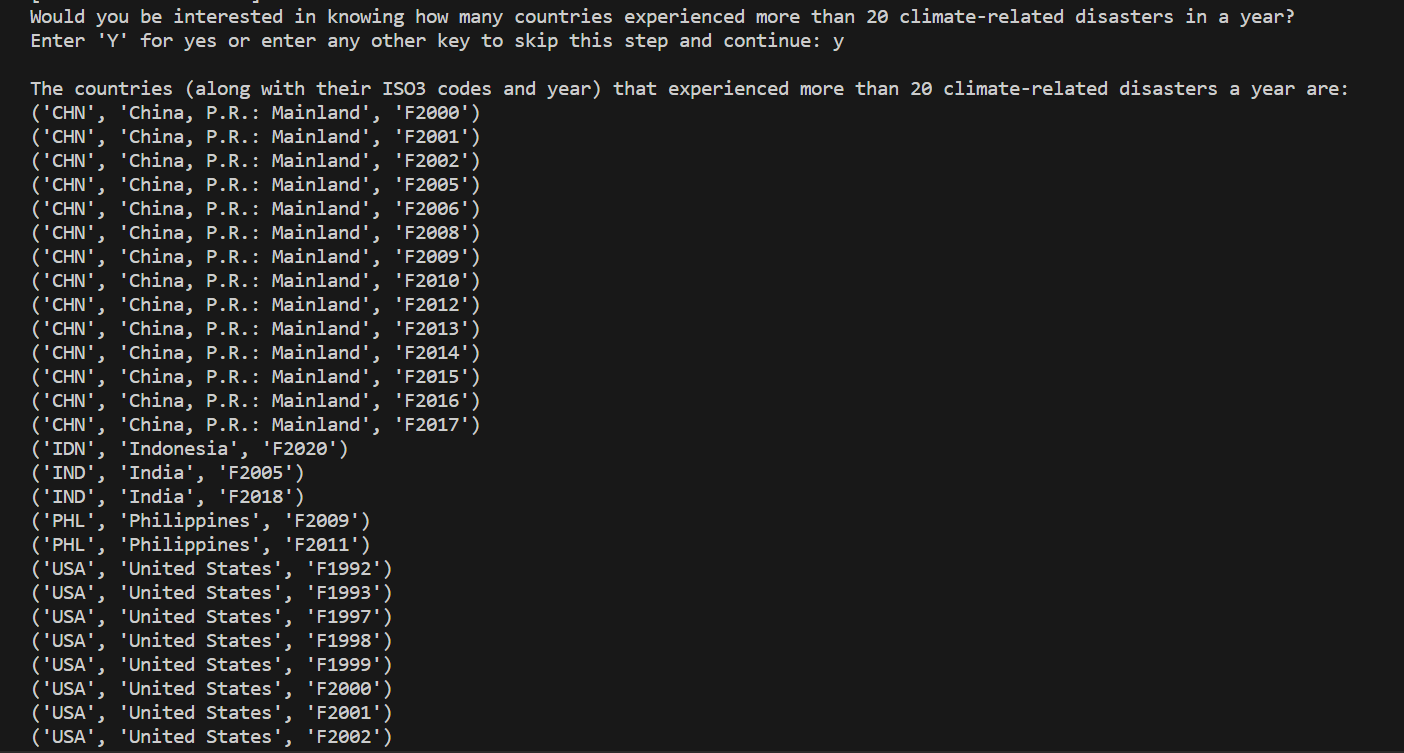 Would you be interested in knowing how many countries experienced more than 20 climate-related disasters in a year?
Enter 'Y' for yes or enter any other key to skip this step and continue: y
The countries (along with their ISO3 codes and year) that experienced more than 20 climate-related disasters a year are:
('CHN', 'China, P.R.: Mainland', 'F2000')
('CHN', 'China, P.R.: Mainland', 'F2001')
('CHN', 'China, P.R.: Mainland', 'F2002')
('CHN', 'China, P.R.: Mainland', 'F2005')
('CHN', 'China, P.R.: Mainland', 'F2006')
('CHN', 'China, P.R.: Mainland', 'F2008')
('CHN', 'China, P.R.: Mainland', 'F2009')
('CHN', 'China, P.R.: Mainland', 'F2010')
('CHN', 'China, P.R.: Mainland', 'F2012')
('CHN', 'China, P.R.: Mainland', 'F2013')
('CHN', 'China, P.R.: Mainland', 'F2014')
('CHN', 'China, P.R.: Mainland', 'F2015')
('CHN', 'China, P.R.: Mainland', 'F2016')
('CHN', 'China, P.R.: Mainland', 'F2017')
('IDN', 'Indonesia', 'F2020')
('IND', 'India', 'F2005')
('IND', 'India', 'F2018')
('PHL', 'Philippines', 'F2009')
('PHL', 'Philippines', 'F2011')
('USA', 'United States', 'F1992')
('USA', 'United States', 'F1993')
('USA', 'United States', 'F1997')
('USA', 'United States', 'F1998')
('USA', 'United States', 'F1999')
('USA', 'United States', 'F2000')
('USA', 'United States', 'F2001')
('USA', 'United States', 'F2002')